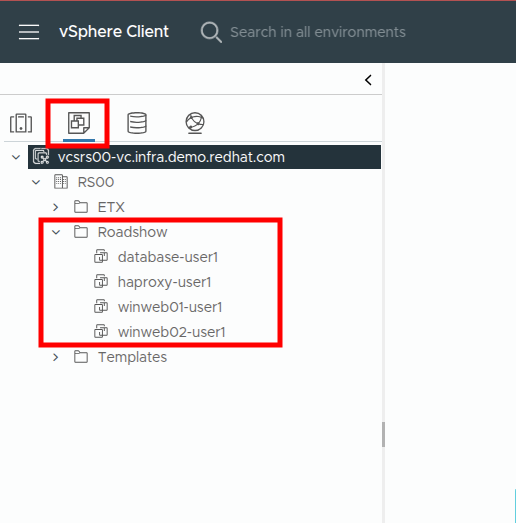 vSphere Client
Search in all environments
vcsrs00-vc.infra.demo.redhat.com
RS00
ETX
Roadshow
database-user1
haproxy-user1
winweb01-user1
winweb02-user1
Templates